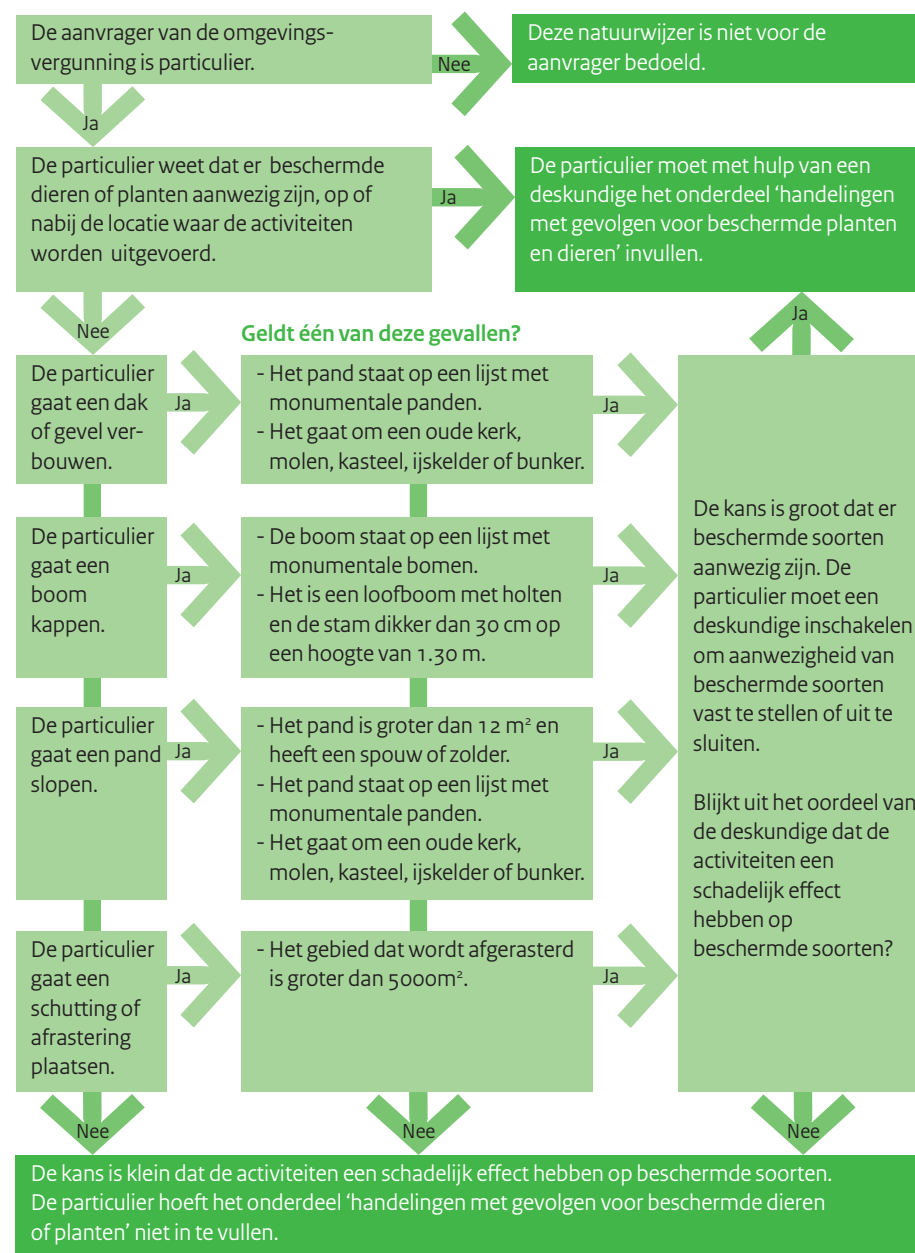 De aanvrager van de omgevings-
vergunning is particulier.
Nee
Deze natuurwijzer is niet voor de
aanvrager bedoeld.
Ja
De particulier weet dat er beschermde
dieren of planten aanwezig zijn, op of
nabij de locatie waar de activiteiten
worden uitgevoerd.
Ja
De particulier moet met hulp van een
deskundige het onderdeel ‘handelingen
met gevolgen voor beschermde planten
en dieren’ invullen.
Nee
Geldt één van deze gevallen?
Ja
De particulier
gaat een dak
of gevel ver-
bouwen.
Ja
- Het pand staat op een lijst met
monumentale panden.
- Het gaat om een oude kerk,
molen, kasteel, ijskelder of bunker.
Ja
De particulier
gaat een
boom
kappen.
Ja
- De boom staat op een lijst met
monumentale bomen.
- Het is een loofboom met holten
en de stam dikker dan 30 cm op
een hoogte van 1.30 m.
Ja
De particulier
gaat een pand
slopen.
Ja
- Het pand is groter dan 12 m² en
heeft een spouw of zolder.
- Het pand staat op een lijst met
monumentale panden.
- Het gaat om een oude kerk,
molen, kasteel, ijskelder of bunker.
Ja
De particulier
gaat een
schutting of
afrastering
plaatsen.
Ja
- Het gebied dat wordt afgerasterd
is groter dan 5000m².
Ja
De kans is groot dat er
beschermde soorten
aanwezig zijn. De
particulier moet een
deskundige inschakelen
om aanwezigheid van
beschermde soorten
vast te stellen of uit te
sluiten.
Blijkt uit het oordeel van
de deskundige dat de
activiteiten een
schadelijk effect
hebben op
beschermde soorten?
Nee
Nee
Nee
De kans is klein dat de activiteiten een schadelijk effect hebben op beschermde soorten.
De particulier hoeft het onderdeel ‘handelingen met gevolgen voor beschermde dieren
of planten’ niet in te vullen.